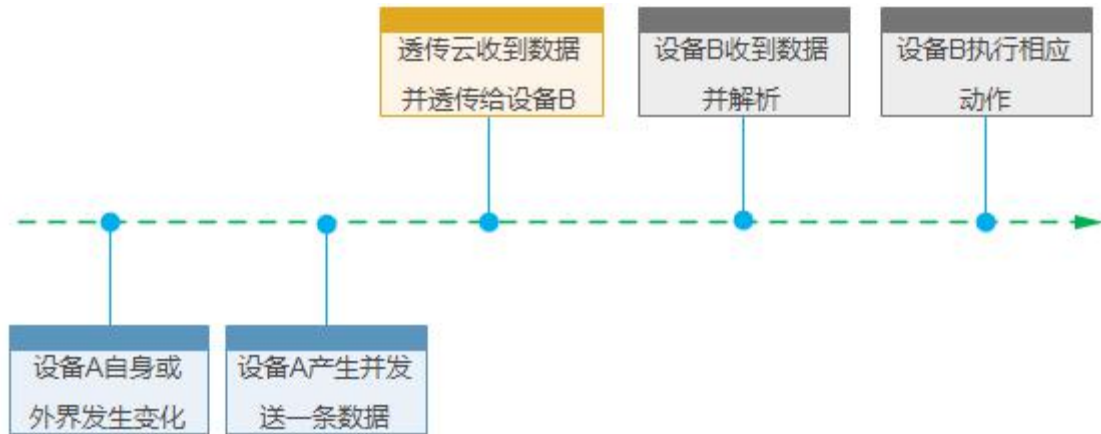 透传云收到数据
并透传给设备B
设备B收到数据
并解析
设备B执行相应
动作
设备A自身或
外界发生变化
设备A产生并发
送一条数据